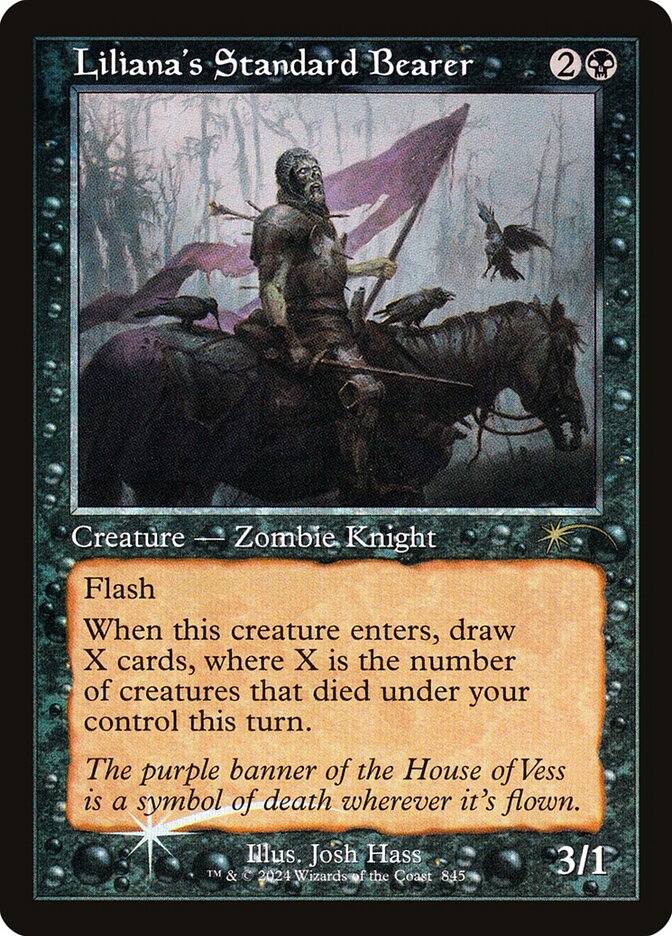 Liliana's Standard Bearer 2
Creature — Zombie Knight
Flash
When this creature enters, draw
X cards, where X is the number
of creatures that died under your
control this turn.
The purple banner of the House of Vess
is a symbol of death wherever it's flown.
Illus. Josh Hass
3/1
™ & © 2024 Wizards of the Coast 845